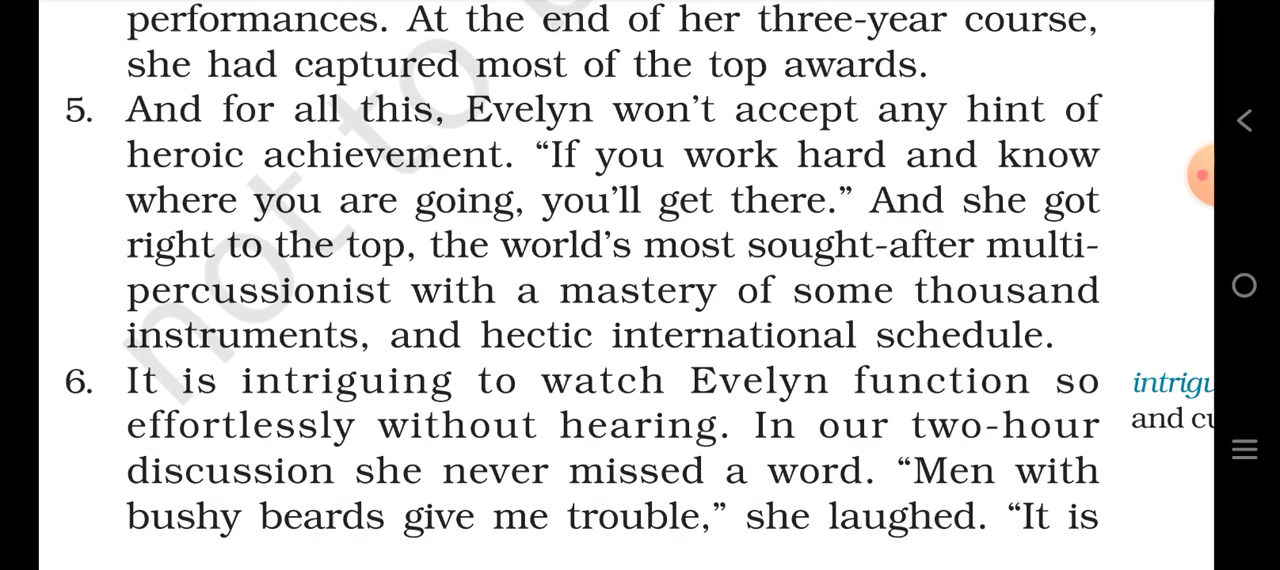 performances. At the end of her three-year course,
she had captured most of the top awards.
5. And for all this, Evelyn won’t accept any hint of
heroic achievement. “If you work hard and know
where you are going, you’ll get there.” And she got
right to the top, the world’s most sought-after multi-
percussionist with a mastery of some thousand
instruments, and hectic international schedule.
6. It is intriguing to watch Evelyn function so
effortlessly without hearing. In our two-hour
discussion she never missed a word. “Men with
bushy beards give me trouble,” she laughed. “It is
intrigu
and cu
not to